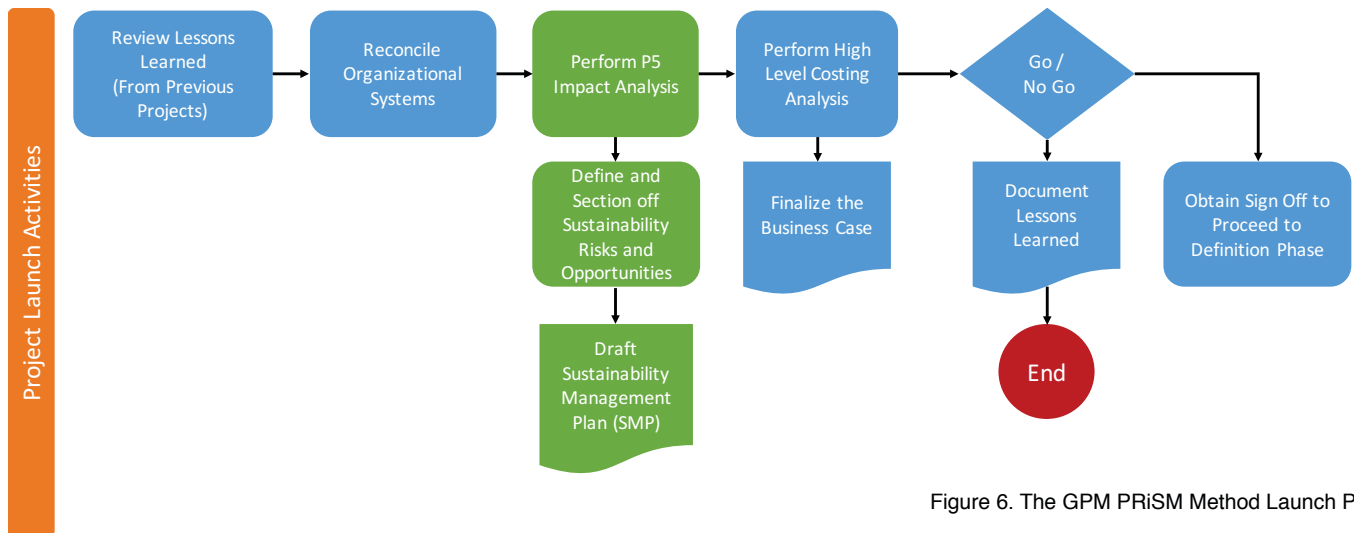 Project Launch Activities
Review Lessons
Learned
(From Previous
Projects)
Reconcile
Organizational
Systems
Perform P5
Impact Analysis
Perform High
Level Costing
Analysis
Go /
No Go
Define and
Section off
Sustainability
Risks and
Opportunities
Finalize the
Business Case
Document
Lessons
Learned
Obtain Sign Off to
Proceed to
Definition Phase
Draft
Sustainability
Management
Plan (SMP)
End
Figure 6. The GPM PRiSM Method Launch P